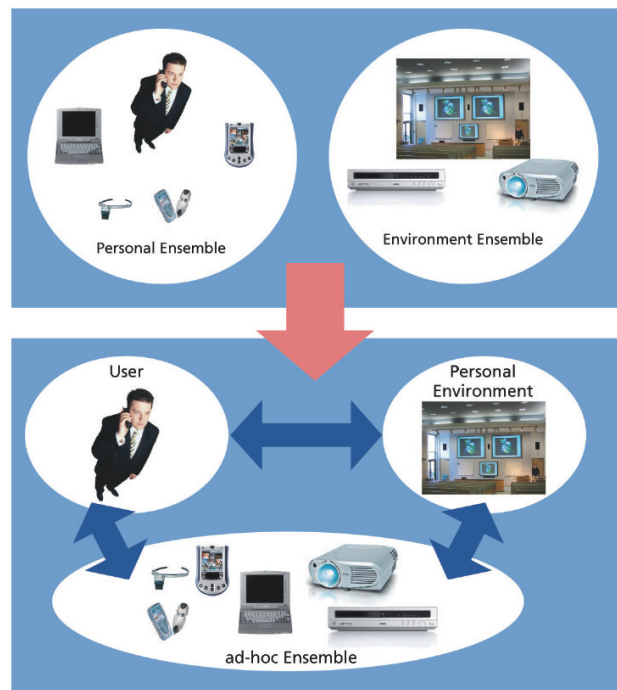 Personal Ensemble
Environment Ensemble
User
Personal
Environment
ad-hoc Ensemble